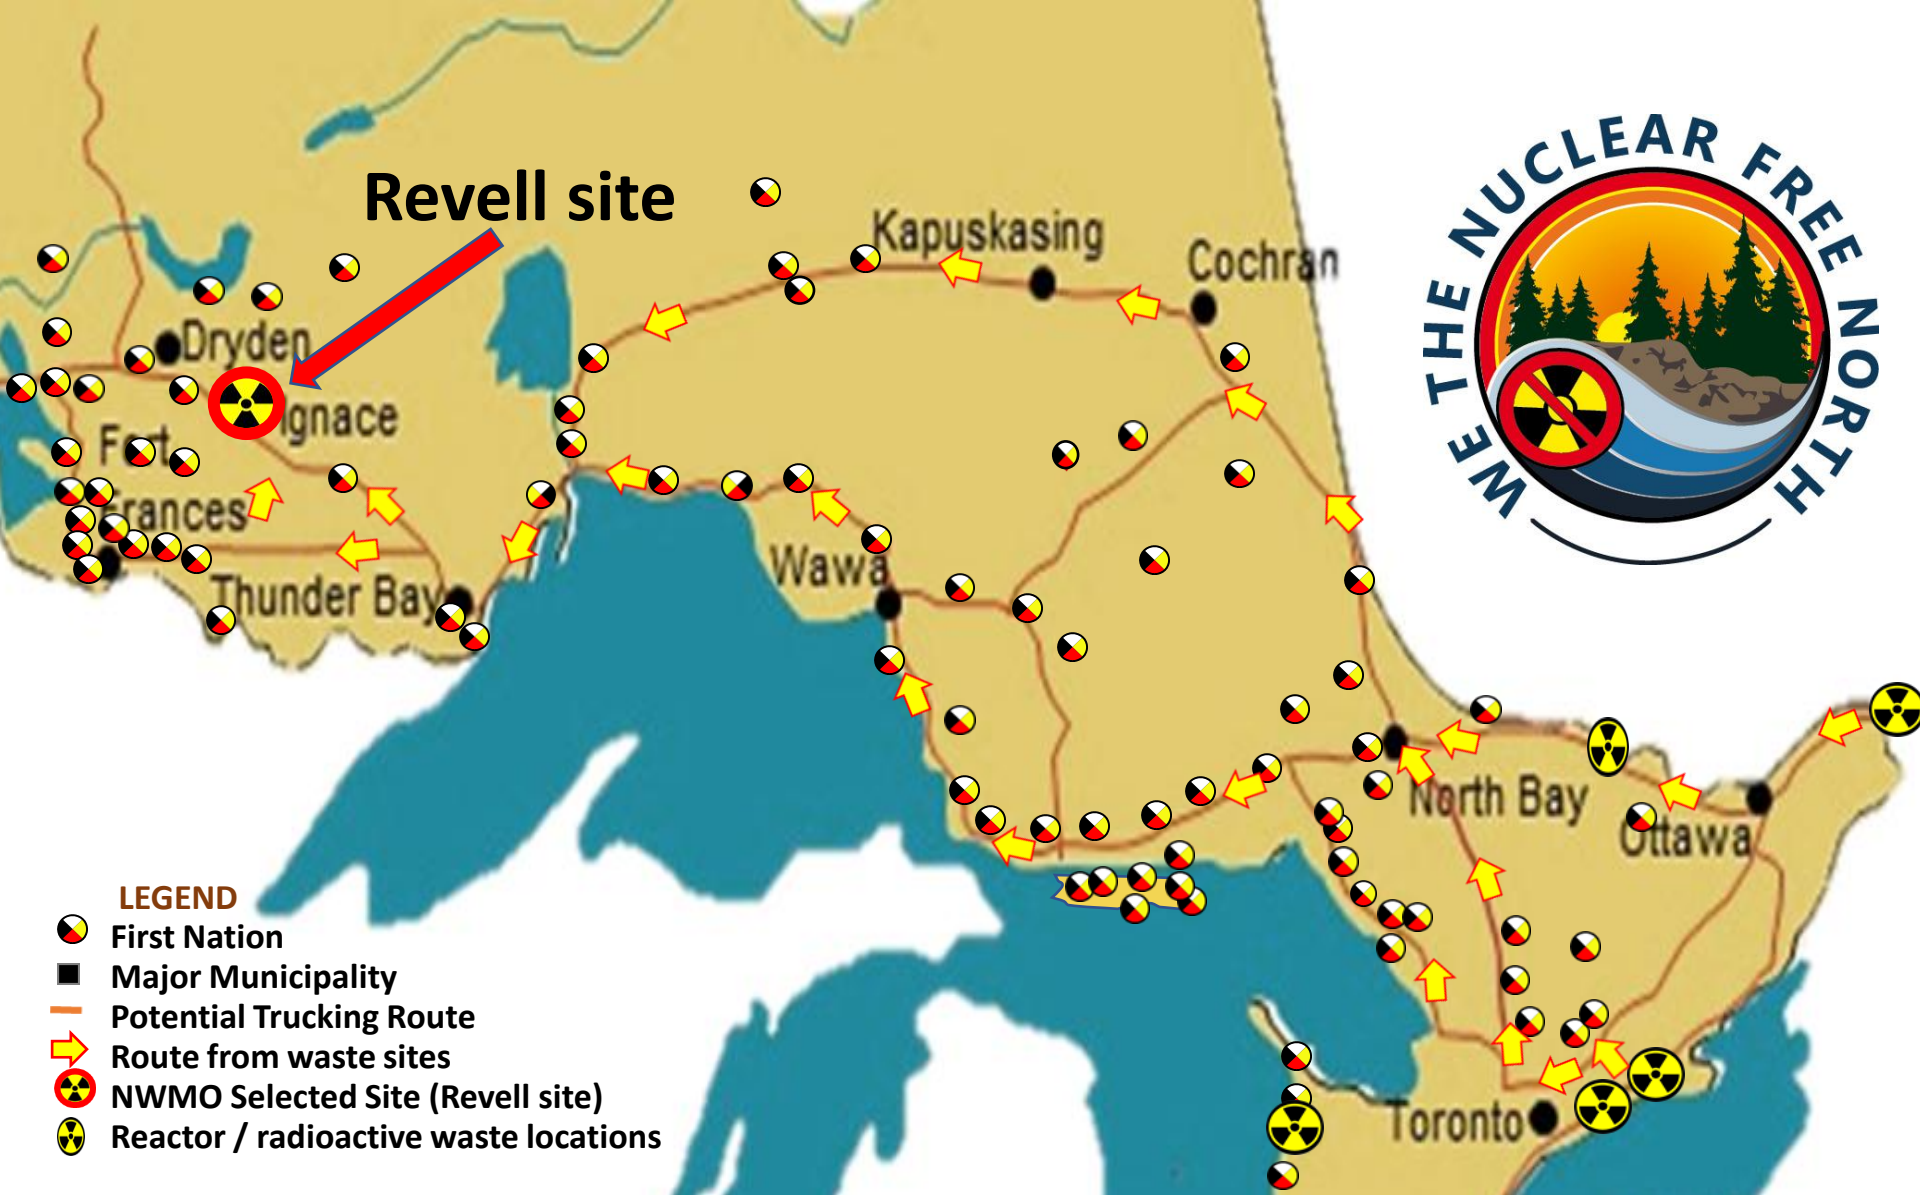 WE THE NUCLEAR FREE NORTH
Revell site
Kapuskasing
Cochran
Dryden
Ignace
Fort
Frances
Wawa
Thunder Bay
North Bay
Ottawa
Toronto
LEGEND
First Nation
Major Municipality
Potential Trucking Route
Route from waste sites
NWMO Selected Site (Revell site)
Reactor / radioactive waste locations